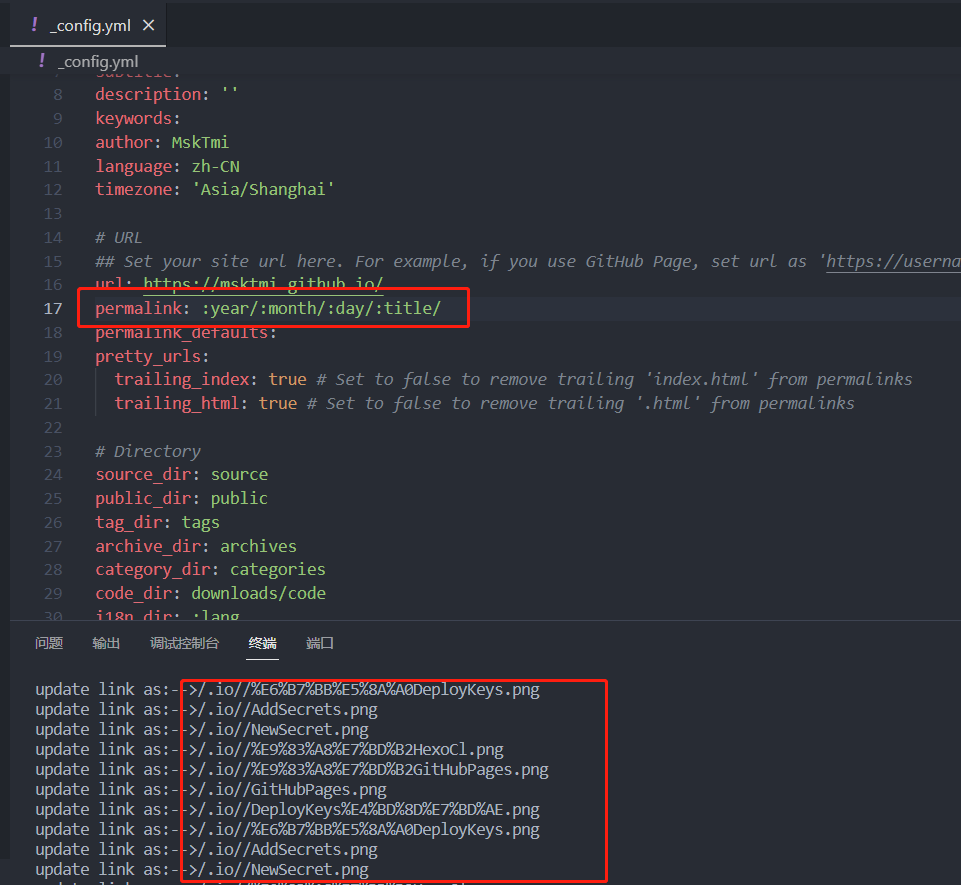 ! _config.yml ×
! _config.yml
7 subtitle:
8 description: ''
9 keywords:
10 author: MskTmi
11 language: zh-CN
12 timezone: 'Asia/Shanghai'
13
14 # URL
15 ## Set your site url here. For example, if you use GitHub Page, set url as 'https://userna
16 url: https://msktmi.github.io/
17 permalink: :year/:month/:day/:title/
18 permalink_defaults:
19 pretty_urls:
20 trailing_index: true # Set to false to remove trailing 'index.html' from permalinks
21 trailing_html: true # Set to false to remove trailing '.html' from permalinks
22
23 # Directory
24 source_dir: source
25 public_dir: public
26 tag_dir: tags
27 archive_dir: archives
28 category_dir: categories
29 code_dir: downloads/code
30 i18n_dir: :lang
问题 输出 调试控制台 终端 端口
update link as:-->/.io//%E6%B7%BB%E5%8A%A0DeployKeys.png
update link as:-->/.io//AddSecrets.png
update link as:-->/.io//NewSecret.png
update link as:-->/.io//%E9%83%A8%E7%BD%B2HexoCl.png
update link as:-->/.io//%E9%83%A8%E7%BD%B2GitHubPages.png
update link as:-->/.io//GitHubPages.png
update link as:-->/.io//DeployKeys%E4%BD%8D%E7%BD%AE.png
update link as:-->/.io//%E6%B7%BB%E5%8A%A0DeployKeys.png
update link as:-->/.io//AddSecrets.png
update link as:-->/.io//NewSecret.png